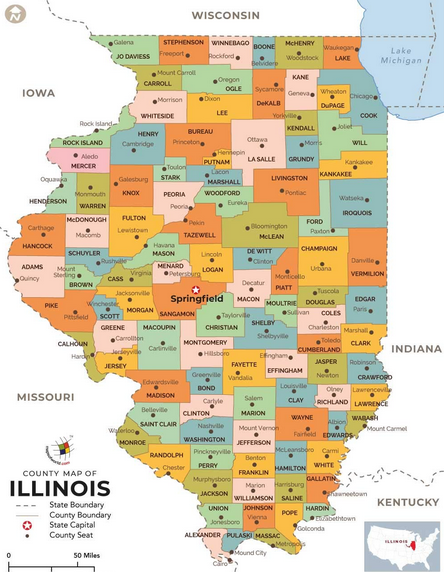 WISCONSIN
IOWA
Lake
Michigan
INDIANA
MISSOURI
KENTUCKY
Galena
JO DAVIESS
STEPHENSON
Freeport
WINNEBAGO
Rockford
BOONE
Belvidere
McHENRY
Woodstock
Waukegan
LAKE
Mount Carroll
CARROLL
Oregon
OGLE
Sycamore
DeKALB
KANE
Geneva
Wheaton
DuPAGE
Chicago
COOK
Morrison
WHITESIDE
Dixon
LEE
Yorkville
KENDALL
Joliet
WILL
Rock Island
ROCK ISLAND
HENRY
Cambridge
BUREAU
Princeton
Ottawa
LA SALLE
Morris
GRUNDY
Aledo
MERCER
Hennepin
PUTNAM
Kankakee
KANKAKEE
Toulon
STARK
Lacon
MARSHALL
LIVINGSTON
Pontiac
Oquawka
HENDERSON
Monmouth
WARREN
Galesburg
KNOX
PEORIA
Peoria
WOODFORD
Eureka
Watseka
IROQUOIS
FORD
Paxton
Carthage
HANCOCK
McDONOUGH
Macomb
FULTON
Lewistown
Pekin
TAZEWELL
Bloomington
McLEAN
Havana
MASON
SCHUYLER
Rushville
Lincoln
LOGAN
DE WITT
Clinton
CHAMPAIGN
Urbana
Danville
VERMILION
ADAMS
Quincy
Mount
Sterling
BROWN
CASS
Virginia
MENARD
Petersburg
Monticello
PIATT
Decatur
MACON
Springfield
SANGAMON
PIKE
Pittsfield
Winchester
SCOTT
Jacksonville
MORGAN
Taylorville
CHRISTIAN
MOULTRIE
Sullivan
Tuscola
DOUGLAS
EDGAR
Paris
COLES
Charleston
GREENE
Carrollton
MACOUPIN
Carlinville
MONTGOMERY
Hillsboro
SHELBY
Shelbyville
Toledo
CUMBERLAND
Marshall
CLARK
CALHOUN
Hardin
Jerseyville
JERSEY
Greenville
BOND
FAYETTE
Vandalia
Effingham
EFFINGHAM
JASPER
Newton
Robinson
CRAWFORD
Edwardsville
MADISON
Louisville
CLAY
Olney
RICHLAND
Lawrenceville
LAWRENCE
Carlyle
CLINTON
Salem
MARION
Belleville
SAINT CLAIR
Waterloo
MONROE
Nashville
WASHINGTON
Mount Vernon
JEFFERSON
WAYNE
Fairfield
Albion
EDWARDS
WABASH
Mount Carmel
RANDOLPH
Chester
Pinckneyville
PERRY
Benton
FRANKLIN
McLeansboro
HAMILTON
Carmi
WHITE
Murphysboro
JACKSON
Marion
WILLIAMSON
Harrisburg
SALINE
GALLATIN
Shawneetown
UNION
Jonesboro
JOHNSON
Vienna
POPE
Golconda
HARDIN
Elizabethtown
ALEXANDER
Cairo
PULASKI
Mound City
MASSAC
Metropolis
COUNTY MAP OF
ILLINOIS
State Boundary
County Boundary
State Capital
County Seat
0 50 Miles
ILLINOIS